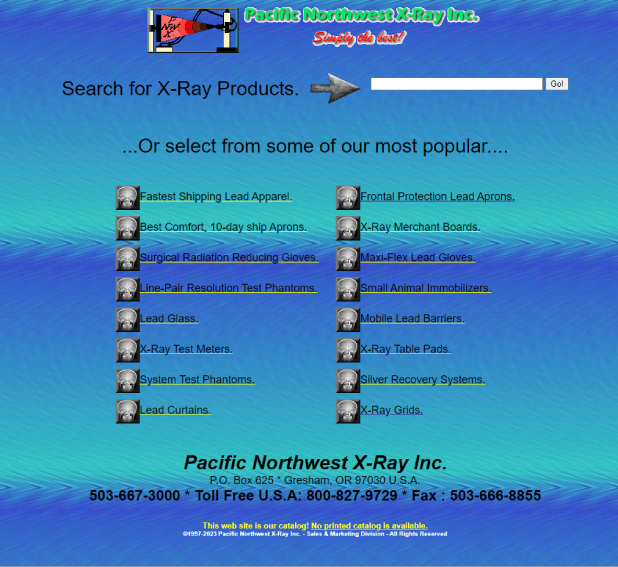 Pacific Northwest X-Ray Inc.
Simply the best!
Search for X-Ray Products.
Go!
...Or select from some of our most popular....
Fastest Shipping Lead Apparel.
Frontal Protection Lead Aprons.
Best Comfort, 10-day ship Aprons.
X-Ray Merchant Boards.
Surgical Radiation Reducing Gloves.
Maxi-Flex Lead Gloves.
Line-Pair Resolution Test Phantoms.
Small Animal Immobilizers.
Lead Glass.
Mobile Lead Barriers.
X-Ray Test Meters.
X-Ray Table Pads.
System Test Phantoms.
Silver Recovery Systems.
Lead Curtains.
X-Ray Grids.
Pacific Northwest X-Ray Inc.
P.O. Box 625 * Gresham, OR 97030 U.S.A.
503-667-3000 * Toll Free U.S.A: 800-827-9729 * Fax : 503-666-8855
This web site is our catalog! No printed catalog is available.
©1997-2023 Pacific Northwest X-Ray Inc. - Sales & Marketing Division - All Rights Reserved